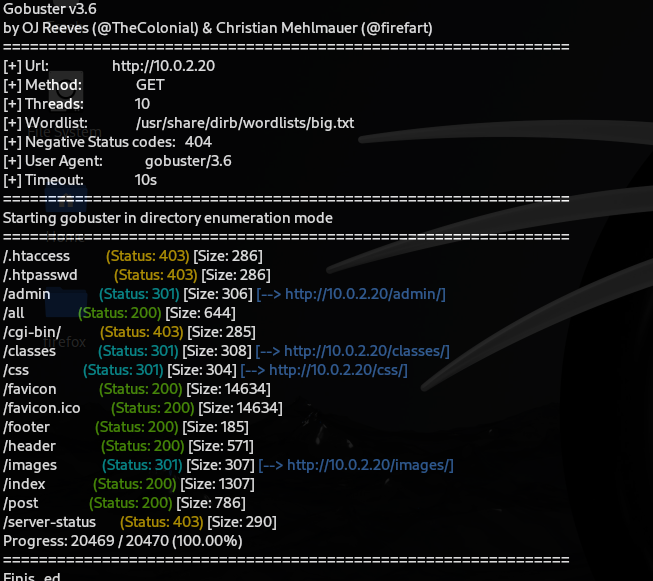 Gobuster v3.6
by OJ Reeves (@TheColonial) & Christian Mehlmauer (@firefart)
===============================================================
[+] Url: http://10.0.2.20
[+] Method: GET
[+] Threads: 10
[+] Wordlist: /usr/share/dirb/wordlists/big.txt
File System
[+] Negative Status codes: 404
[+] User Agent: gobuster/3.6
[+] Timeout: 10s
===============================================================
Starting gobuster in directory enumeration mode
===============================================================
/.htaccess (Status: 403) [Size: 286]
/.htpasswd (Status: 403) [Size: 286]
/admin (Status: 301) [Size: 306] [--> http://10.0.2.20/admin/]
/all (Status: 200) [Size: 644]
/cgi-bin/ (Status: 403) [Size: 285]
firefox
/classes (Status: 301) [Size: 308] [--> http://10.0.2.20/classes/]
/css (Status: 301) [Size: 304] [--> http://10.0.2.20/css/]
/favicon (Status: 200) [Size: 14634]
/favicon.ico (Status: 200) [Size: 14634]
/footer (Status: 200) [Size: 185]
/header (Status: 200) [Size: 571]
/images (Status: 301) [Size: 307] [--> http://10.0.2.20/images/]
/index (Status: 200) [Size: 1307]
/post (Status: 200) [Size: 786]
/server-status (Status: 403) [Size: 290]
Progress: 20469 / 20470 (100.00%)
===============================================================